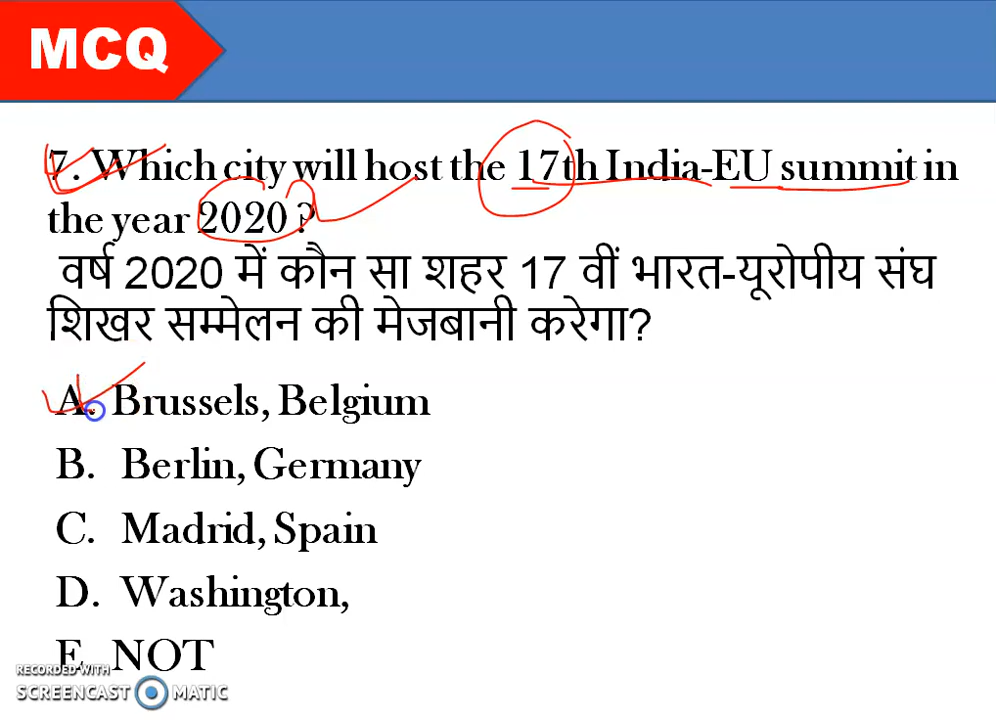 MCQ
7. Which city will host the 17th India-EU summit in
the year 2020 ?
वर्ष 2020 में कौन सा शहर 17 वीं भारत-यूरोपीय संघ
शिखर सम्मेलन की मेजबानी करेगा?
A. Brussels, Belgium
B. Berlin, Germany
C. Madrid, Spain
D. Washington,
E. NOT
RECORDED WITH
SCREENCAST MATIC